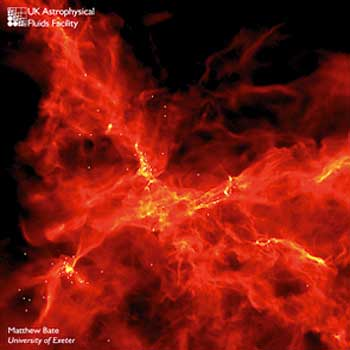 UK Astrophysical
Fluids Facility
Matthew Bate
University of Exeter